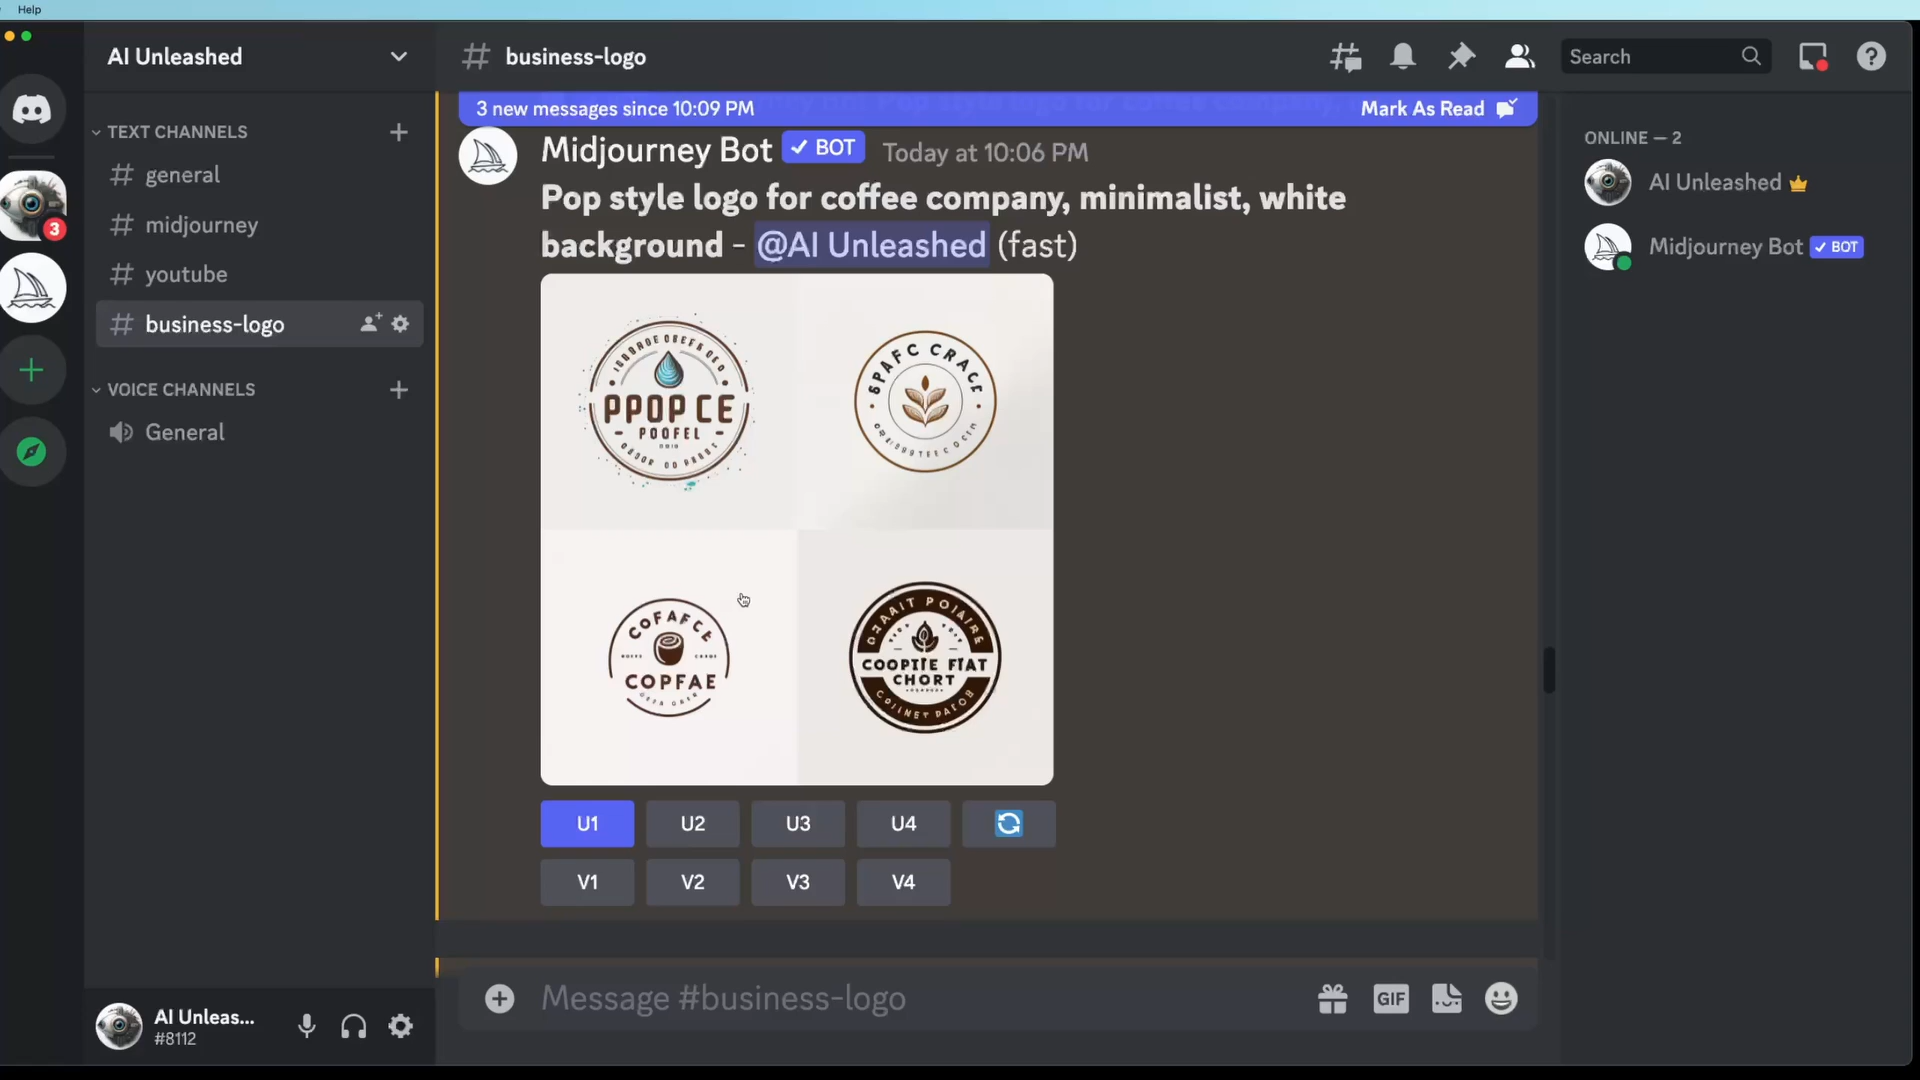 Help
AI Unleashed
TEXT CHANNELS
general
midjourney
youtube
business-logo
VOICE CHANNELS
General
AI Unleas...
#8112
# business-logo
Search
3 new messages since 10:09 PM
Mark As Read
Midjourney Bot ✓ BOT Today at 10:06 PM
Pop style logo for coffee company, minimalist, white
background - @AI Unleashed (fast)
PPOP CE
POOFEL
SPAFC CRACE
COFAFCE
COPFAE
COOPTIE FIAT
CHORT
U1 U2 U3 U4
V1 V2 V3 V4
Message #business-logo
GIF
ONLINE — 2
AI Unleashed
Midjourney Bot ✓ BOT
3